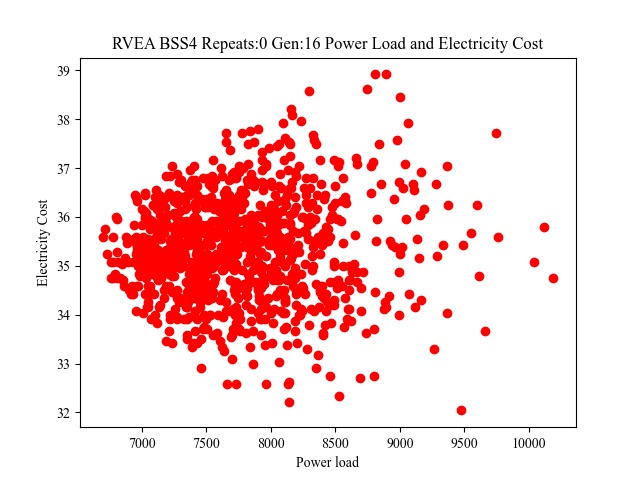 RVEA BSS4 Repeats:0 Gen:16 Power Load and Electricity Cost
39
38
37
36
35
34
33
32
Electricity Cost
7000 7500 8000 8500 9000 9500 10000
Power load